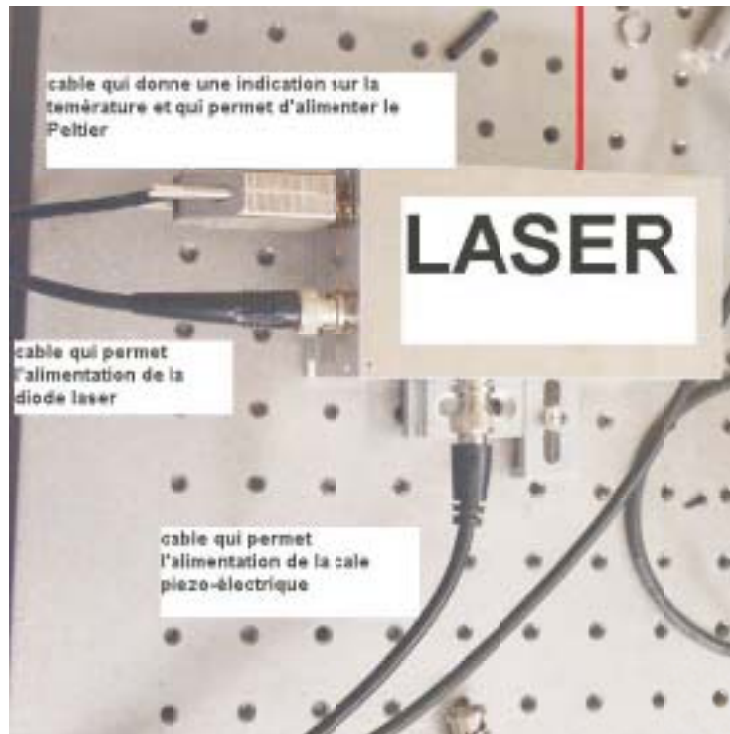 cable qui donne une indication sur la
temèrature et qui permet d'alimenter le
Peltier
LASER
cable qui permet
l'alimentation de la
diode laser
cable qui permet
l'alimentation de la cale
piezo-électrique